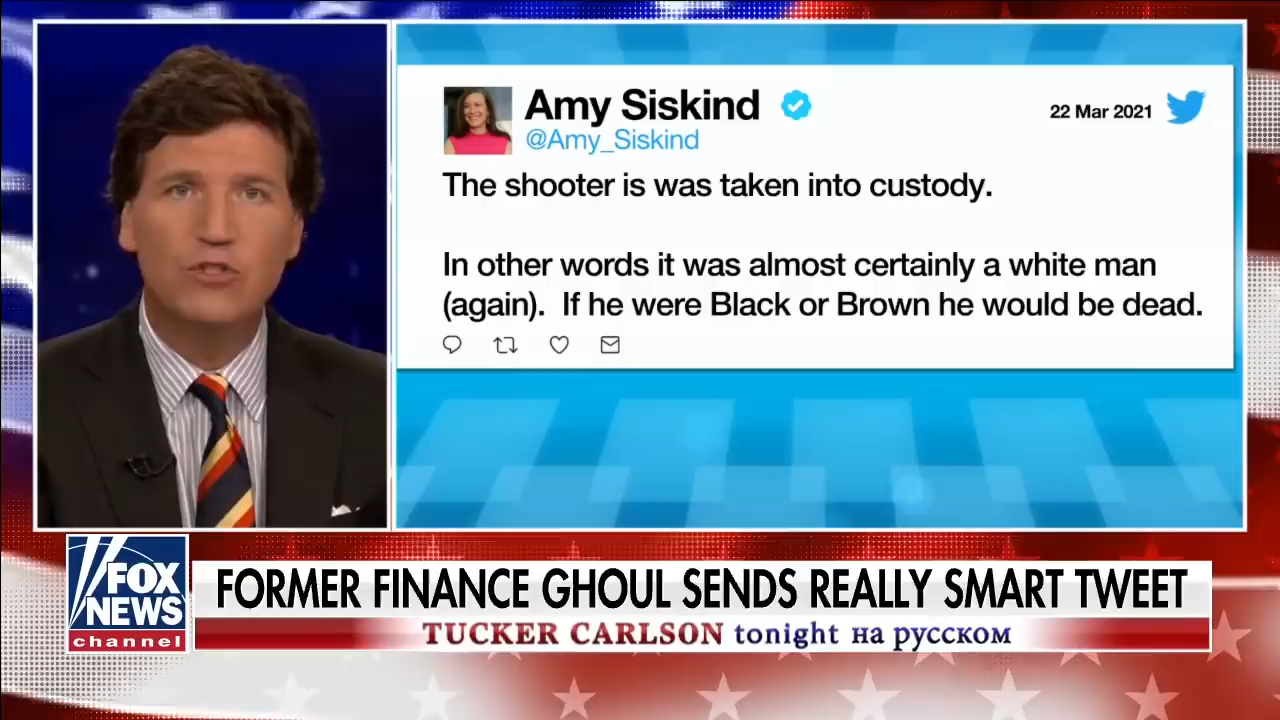 Amy Siskind
@Amy_Siskind
22 Mar 2021
The shooter is was taken into custody.
In other words it was almost certainly a white man
(again). If he were Black or Brown he would be dead.
FOX
NEWS
channel
FORMER FINANCE GHOUL SENDS REALLY SMART TWEET
TUCKER CARLSON tonight на русском